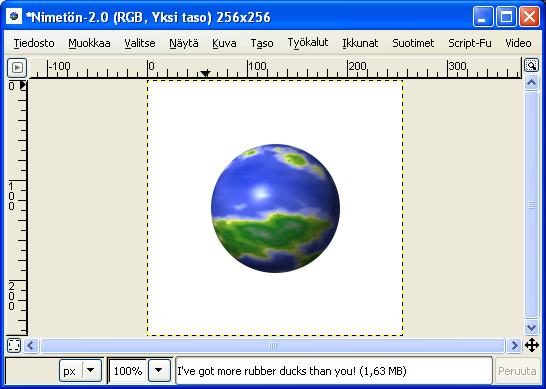 *Nimetön-2.0 (RGB, Yksi taso) 256x256
Tiedosto Muokkaa Valitse Näytä Kuva Taso Työkalut Ikkunat Suotimet Script-Fu Video
-100 0 100 200 300
0
100
200
px 100% I've got more rubber ducks than you! (1,63 MB) Peruuta